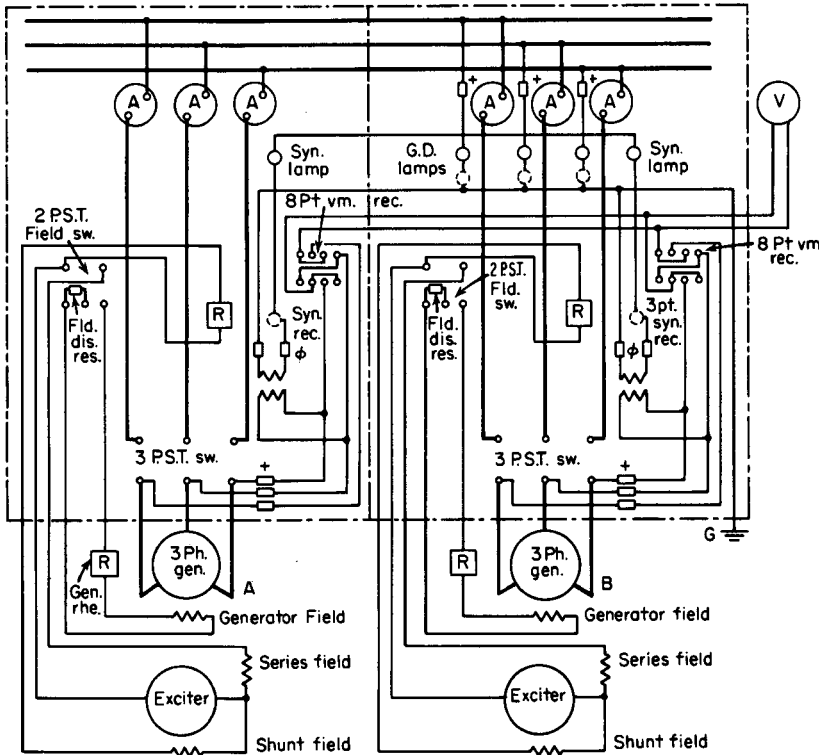 A
A
A
+
+
+
A
A
A
V
Syn.
lamp
G.D.
lamps
Syn.
lamp
8 Pt vm. rec.
2 P.S.T.
Field sw.
8 Pt vm.
rec.
2 P.S.T.
Fld.
sw.
R
Fld.
dis.
res.
Syn.
rec.
ϕ
R
Fld.
dis.
res.
3 pt.
syn.
rec.
ϕ
3 P.S.T. sw.
+
3 P.S.T. sw.
+
G
R
Gen.
rhe.
3 Ph.
gen.
A
R
3 Ph.
gen.
B
Generator Field
Generator field
Series field
Series field
Exciter
Exciter
Shunt field
Shunt field